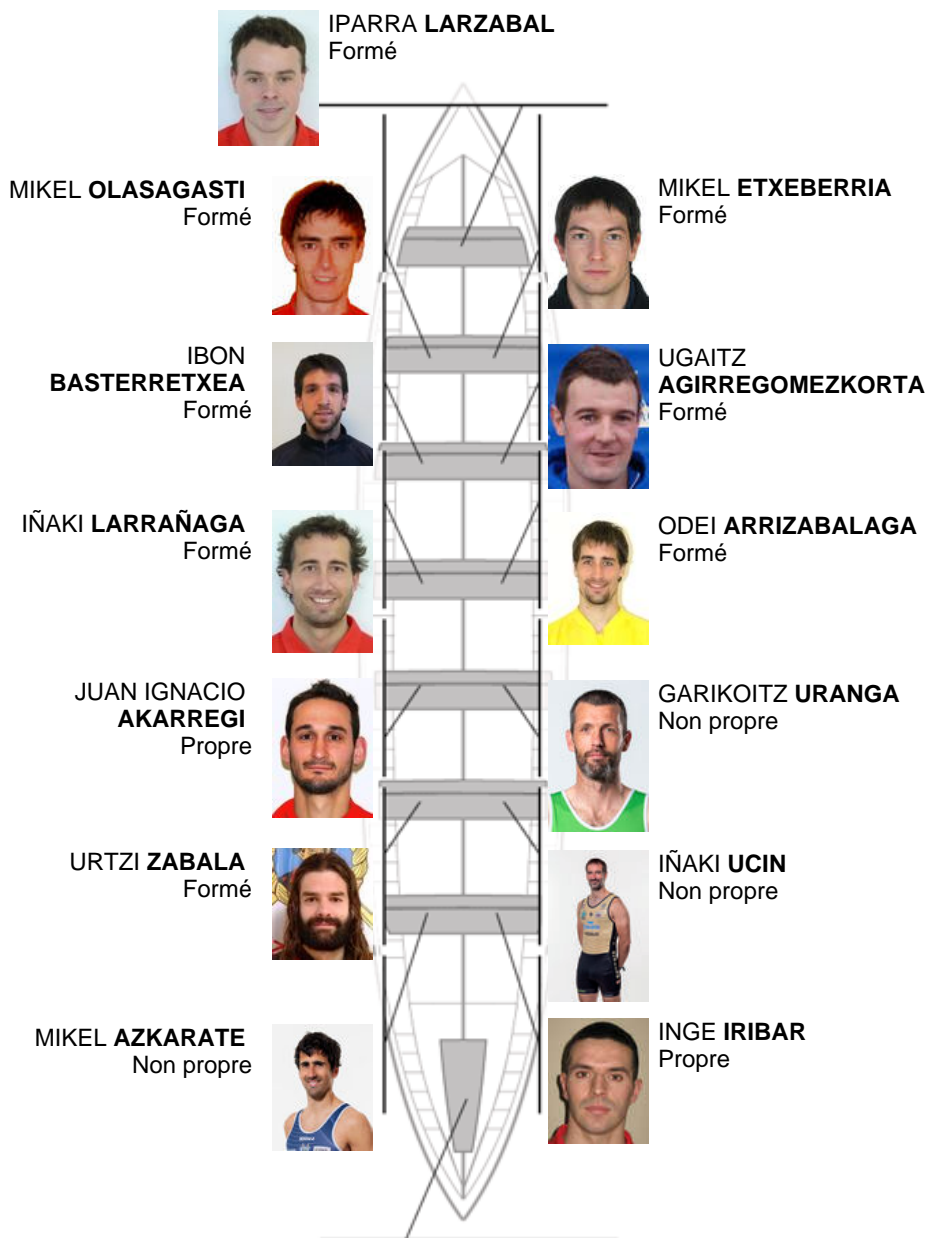 IPARRA LARZABAL
Formé
MIKEL OLASAGASTI
Formé
MIKEL ETXEBERRIA
Formé
IBON
BASTERRETXEA
Formé
UGAITZ
AGIRREGOMEZKORTA
Formé
IÑAKI LARRAÑAGA
Formé
ODEI ARRIZABALAGA
Formé
JUAN IGNACIO
AKARREGI
Propre
GARIKOITZ URANGA
Non propre
URTZI ZABALA
Formé
IÑAKI UCIN
Non propre
MIKEL AZKARATE
Non propre
INGE IRIBAR
Propre